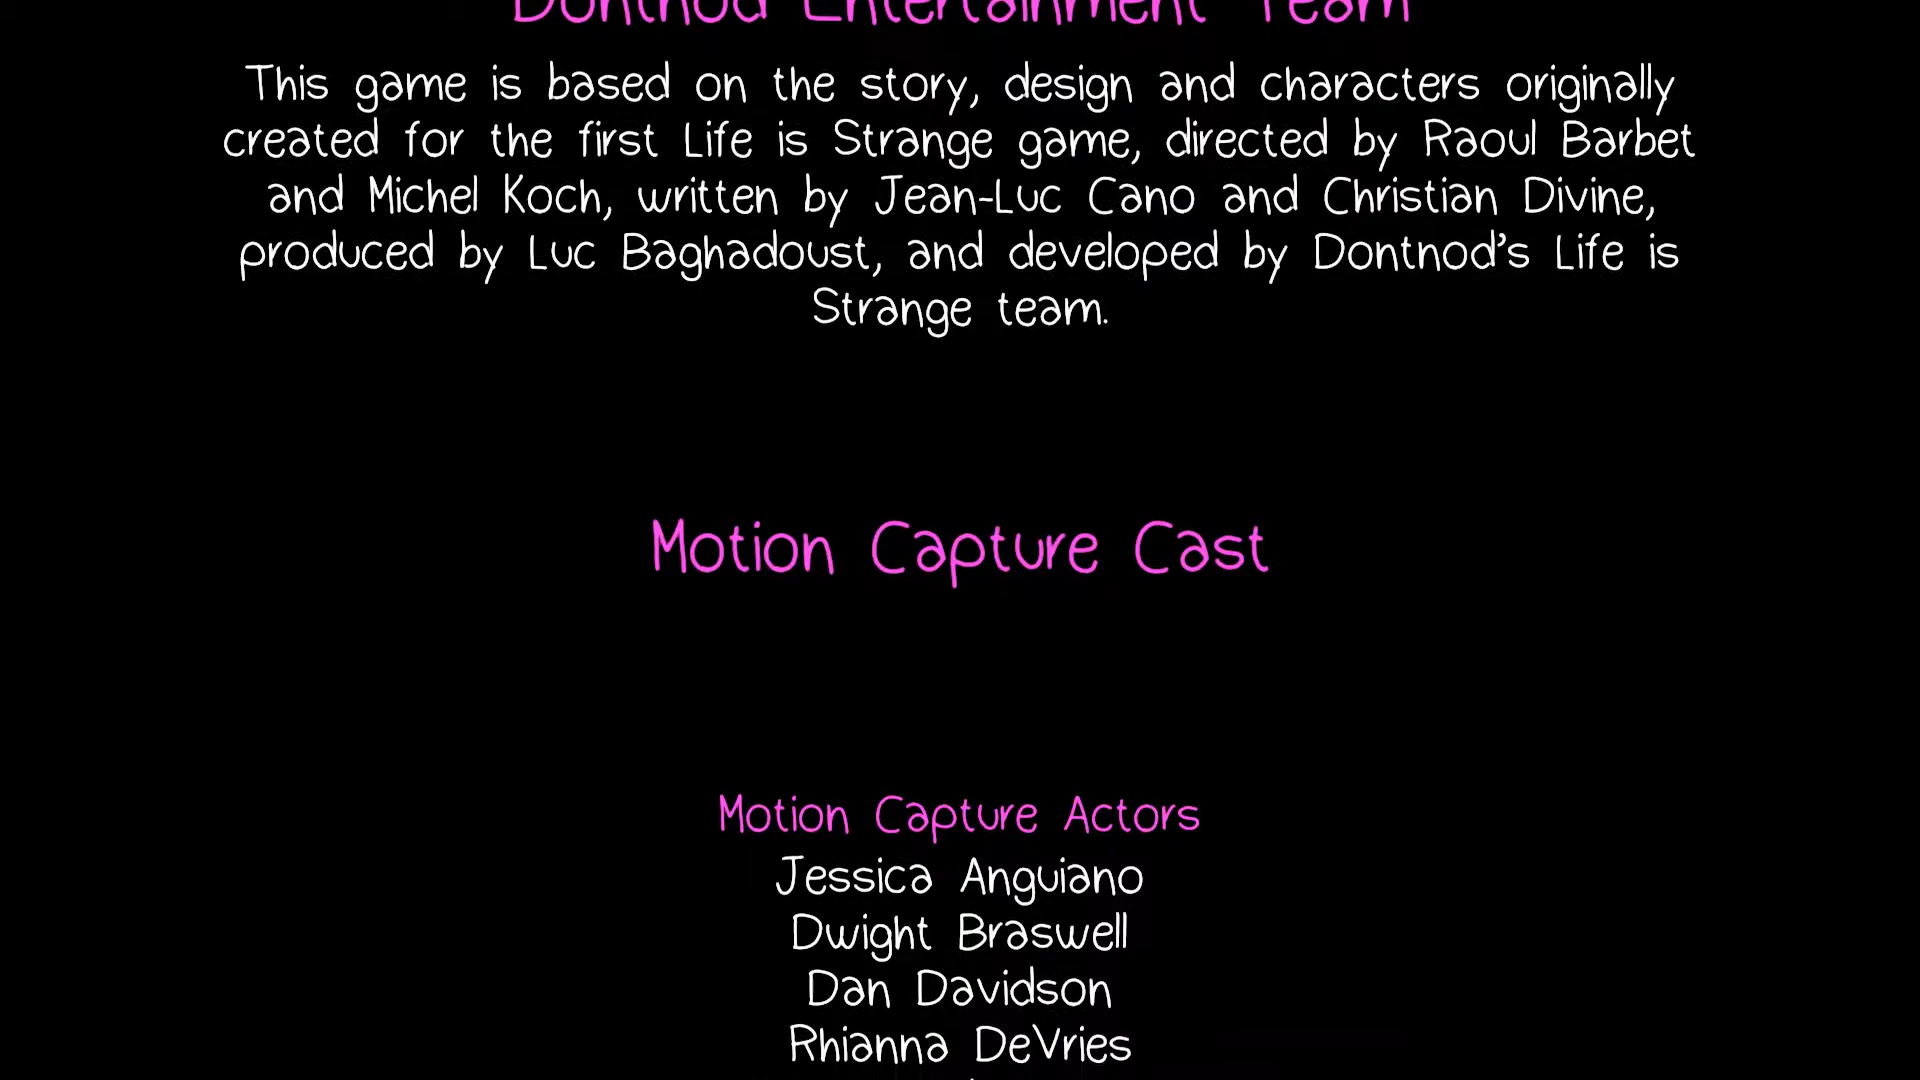 Dontnod Entertainment Team
This game is based on the story, design and characters originally
created for the first Life is Strange game, directed by Raoul Barbet
and Michel Koch, written by Jean-Luc Cano and Christian Divine,
produced by Luc Baghadoust, and developed by Dontnod’s Life is
Strange team.
Motion Capture Cast
Motion Capture Actors
Jessica Anguiano
Dwight Braswell
Dan Davidson
Rhianna DeVries